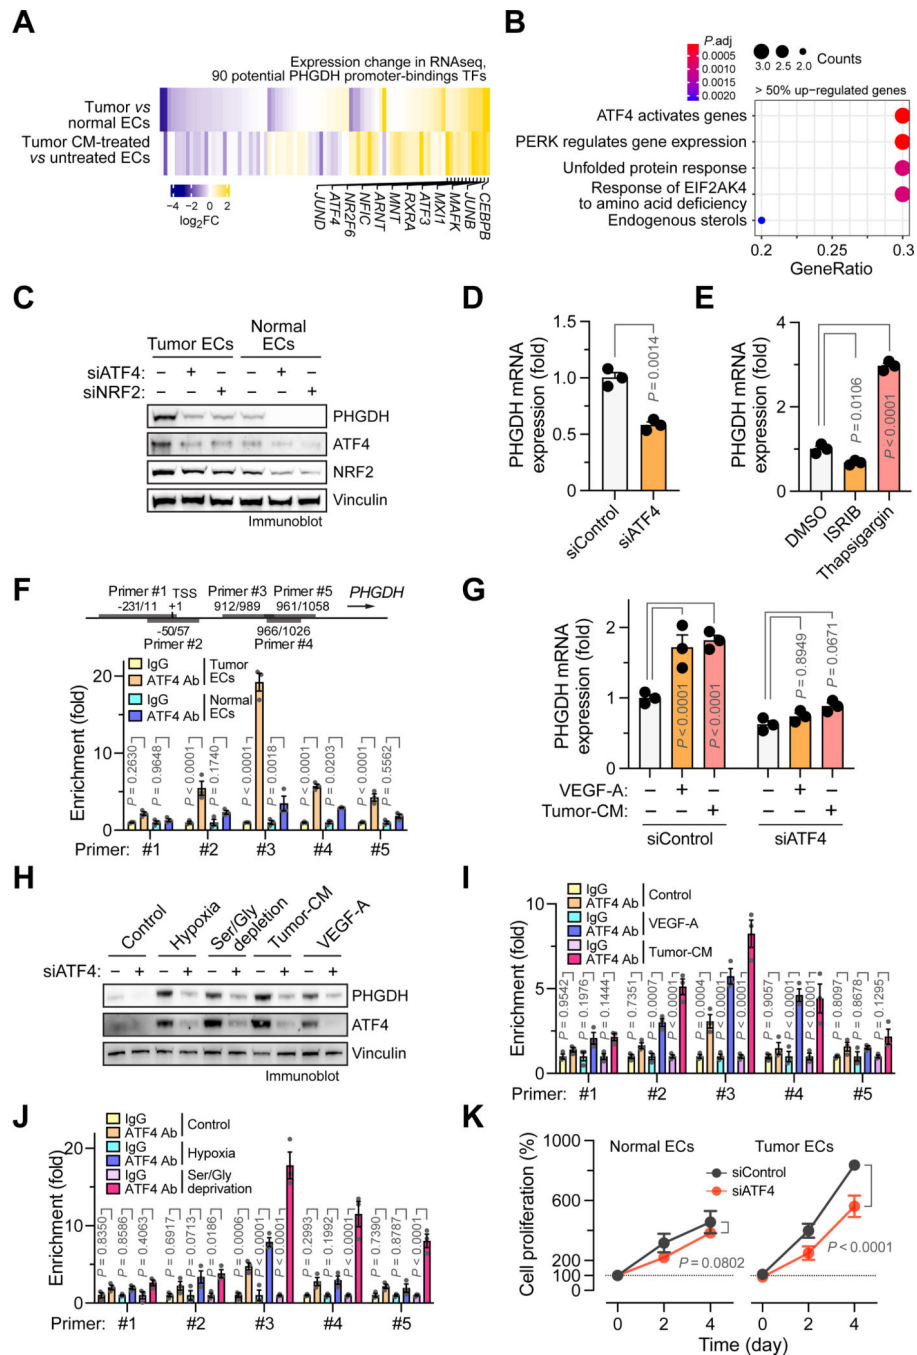 A
Expression change in RNAseq,
90 potential PHGDH promoter-bindings TFs
Tumor vs
normal ECs
Tumor CM-treated
vs untreated ECs
-4 -2 0 2
log2FC
JUND
ATF4
NR2F6
NFIC
ARNT
MNT
RXRA
ATF3
MXI1
MAFK
JUNB
CEBPB
B
P.adj
0.0005
0.0010
0.0015
0.0020
3.0 2.5 2.0
Counts
> 50% up-regulated genes
ATF4 activates genes
PERK regulates gene expression
Unfolded protein response
Response of EIF2AK4
to amino acid deficiency
Endogenous sterols
0.2 0.25 0.3
GeneRatio
C
Tumor ECs
Normal
ECs
siATF4: – + – – + –
siNRF2: – – + – – +
PHGDH
ATF4
NRF2
Vinculin
Immunoblot
D
PHGDH mRNA
expression (fold)
1.5
1.0
0.5
0
P = 0.0014
siControl
siATF4
E
PHGDH mRNA
expression (fold)
4
2
0
P = 0.0106
P < 0.0001
DMSO
ISRIB
Thapsigargin
F
Primer #1 TSS Primer #3 Primer #5 PHGDH
-231/11 +1 912/989 961/1058
-50/57 966/1026
Primer #2 Primer #4
IgG
ATF4 Ab
Tumor
ECs
IgG
ATF4 Ab
Normal
ECs
Enrichment (fold)
20
10
0
P = 0.2630
P = 0.9648
P < 0.0001
P = 0.1740
P < 0.0001
P = 0.0018
P < 0.0001
P = 0.0203
P < 0.0001
P = 0.5562
Primer: #1 #2 #3 #4 #5
G
PHGDH mRNA
expression (fold)
2
1
0
P < 0.0001
P < 0.0001
P = 0.8949
P = 0.0671
VEGF-A: – + – – + –
Tumor-CM: – – + – – +
siControl siATF4
H
Control
Hypoxia
Ser/Gly
depletion
Tumor-CM
VEGF-A
siATF4: – + – + – + – + – +
PHGDH
ATF4
Vinculin
Immunoblot
I
IgG
ATF4 Ab
Control
IgG
ATF4 Ab
VEGF-A
IgG
ATF4 Ab
Tumor-CM
Enrichment (fold)
10
5
0
P = 0.9542
P = 0.1976
P = 0.1444
P = 0.7351
P = 0.0007
P < 0.0001
P = 0.0004
P < 0.0001
P < 0.0001
P = 0.9057
P < 0.0001
P < 0.0001
P = 0.8097
P = 0.8678
P = 0.1295
Primer: #1 #2 #3 #4 #5
J
IgG
ATF4 Ab
Control
IgG
ATF4 Ab
Hypoxia
IgG
ATF4 Ab
Ser/Gly
deprivation
Enrichment (fold)
20
10
0
P = 0.8350
P = 0.8586
P = 0.4063
P = 0.6917
P = 0.0713
P = 0.0186
P = 0.0006
P < 0.0001
P < 0.0001
P = 0.2993
P = 0.1992
P < 0.0001
P = 0.7390
P = 0.8787
P < 0.0001
Primer: #1 #2 #3 #4 #5
K
Normal ECs Tumor ECs
siControl
siATF4
Cell proliferation (%)
1000
600
200
100
P = 0.0802
P < 0.0001
0 2 4 0 2 4
Time (day)